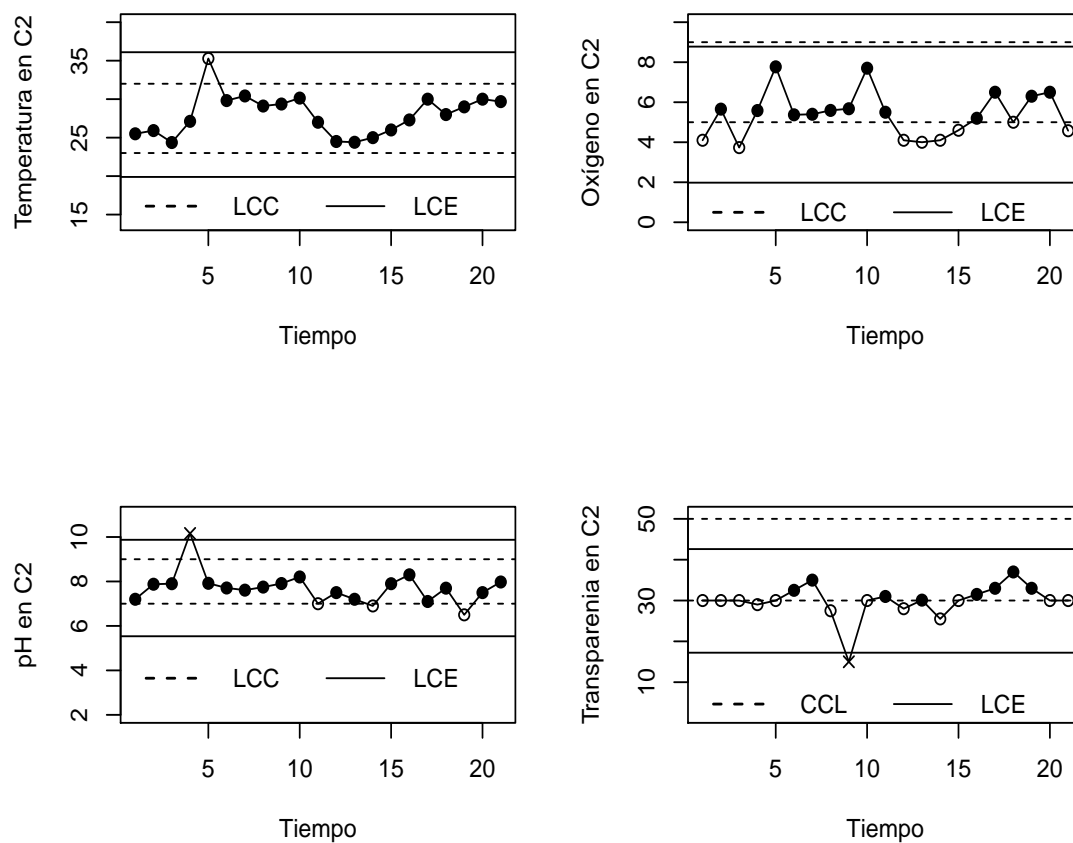 Temperatura en C2
35
25
15
LCC LCE
5 10 15 20
Tiempo
Oxígeno en C2
8
6
4
2
0
LCC LCE
5 10 15 20
Tiempo
pH en C2
10
8
6
4
2
LCC LCE
5 10 15 20
Tiempo
Transparenia en C2
50
30
10
CCL LCE
5 10 15 20
Tiempo